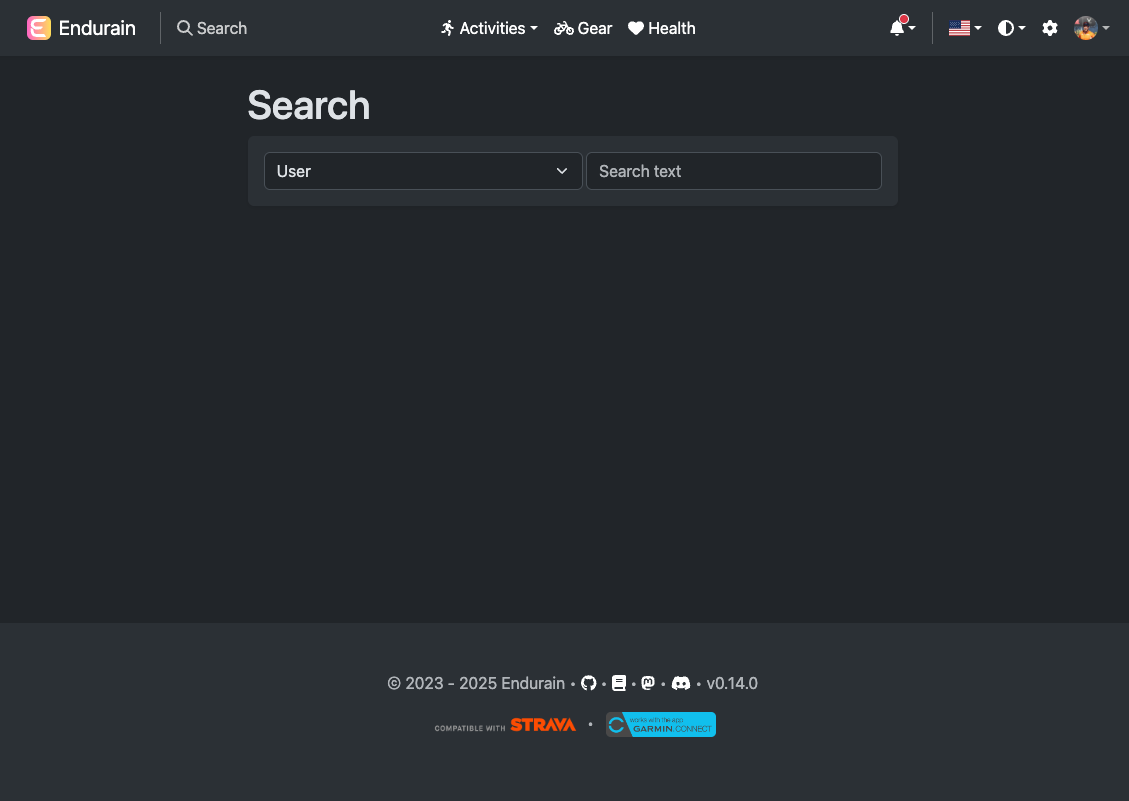 Endurain Search Activities Gear Health
Search
User Search text
© 2023 - 2025 Endurain • • • • • v0.14.0
COMPATIBLE WITH STRAVA • works with the app
GARMIN CONNECT